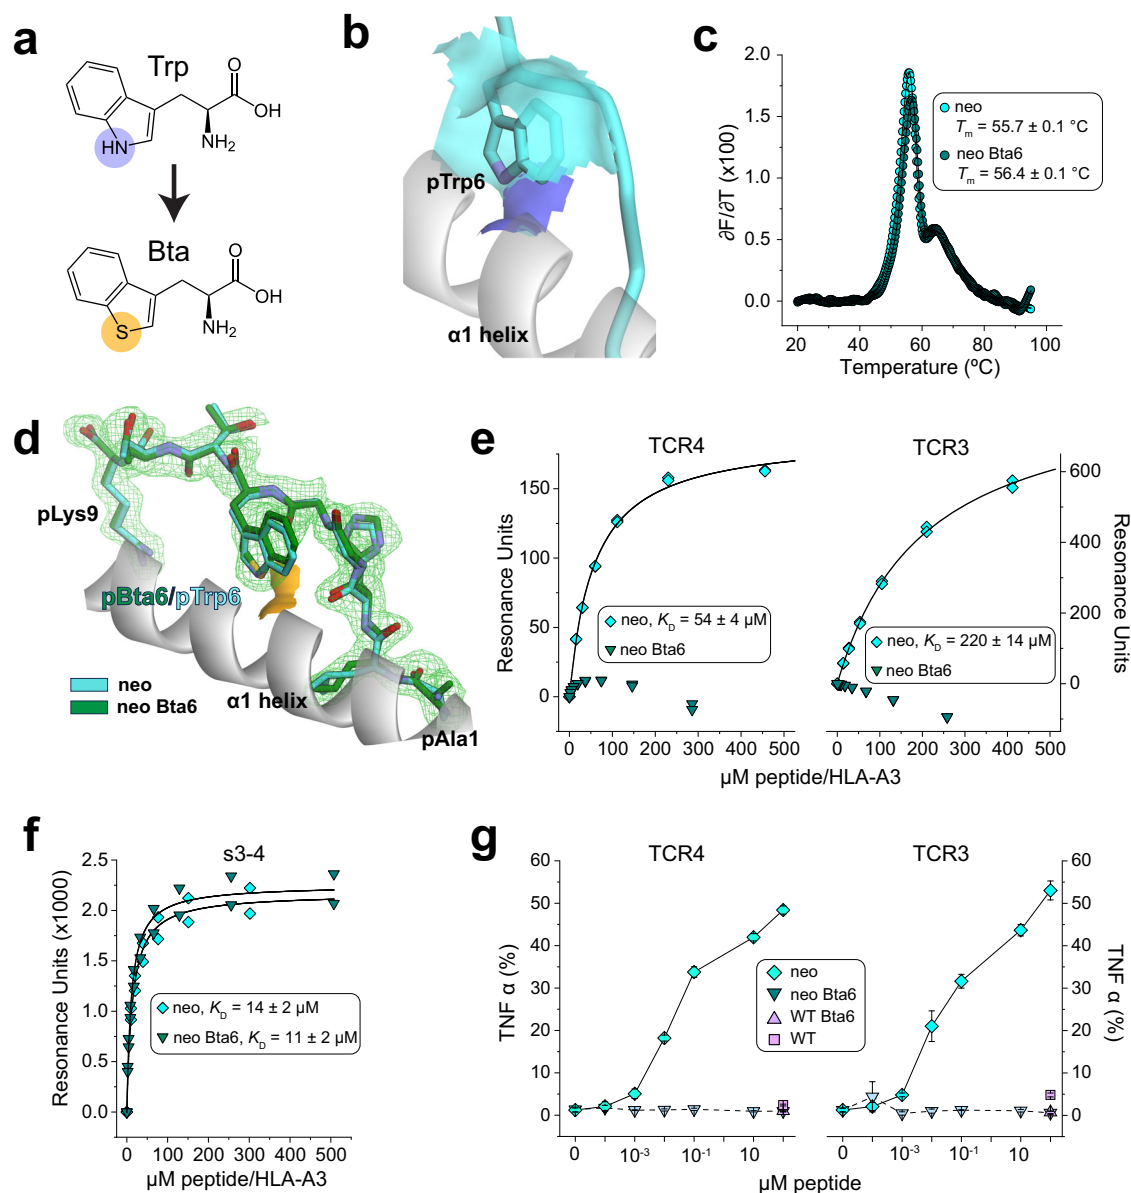 a
Trp
O
OH
HN
NH2
Bta
O
OH
S
NH2
b
pTrp6
α1 helix
c
2.0
1.5
1.0
0.5
0.0
∂F/∂T (x100)
neo
Tm = 55.7 ± 0.1 °C
neo Bta6
Tm = 56.4 ± 0.1 °C
20 40 60 80 100
Temperature (ºC)
d
pLys9
pBta6/pTrp6
neo
neo Bta6
α1 helix
pAla1
e
TCR4
TCR3
150
100
50
0
Resonance Units
neo, KD = 54 ± 4 µM
neo Bta6
neo, KD = 220 ± 14 µM
neo Bta6
600
400
200
0
Resonance Units
0 100 200 300 400 500
0 100 200 300 400 500
µM peptide/HLA-A3
f
s3-4
2.5
2.0
1.5
1.0
0.5
0.0
Resonance Units (x1000)
neo, KD = 14 ± 2 µM
neo Bta6, KD = 11 ± 2 µM
0 100 200 300 400 500
µM peptide/HLA-A3
g
TCR4
TCR3
60
50
40
30
20
10
0
TNF α (%)
neo
neo Bta6
WT Bta6
WT
60
50
40
30
20
10
0
TNF α (%)
0 10-3 10-1 10
0 10-3 10-1 10
µM peptide